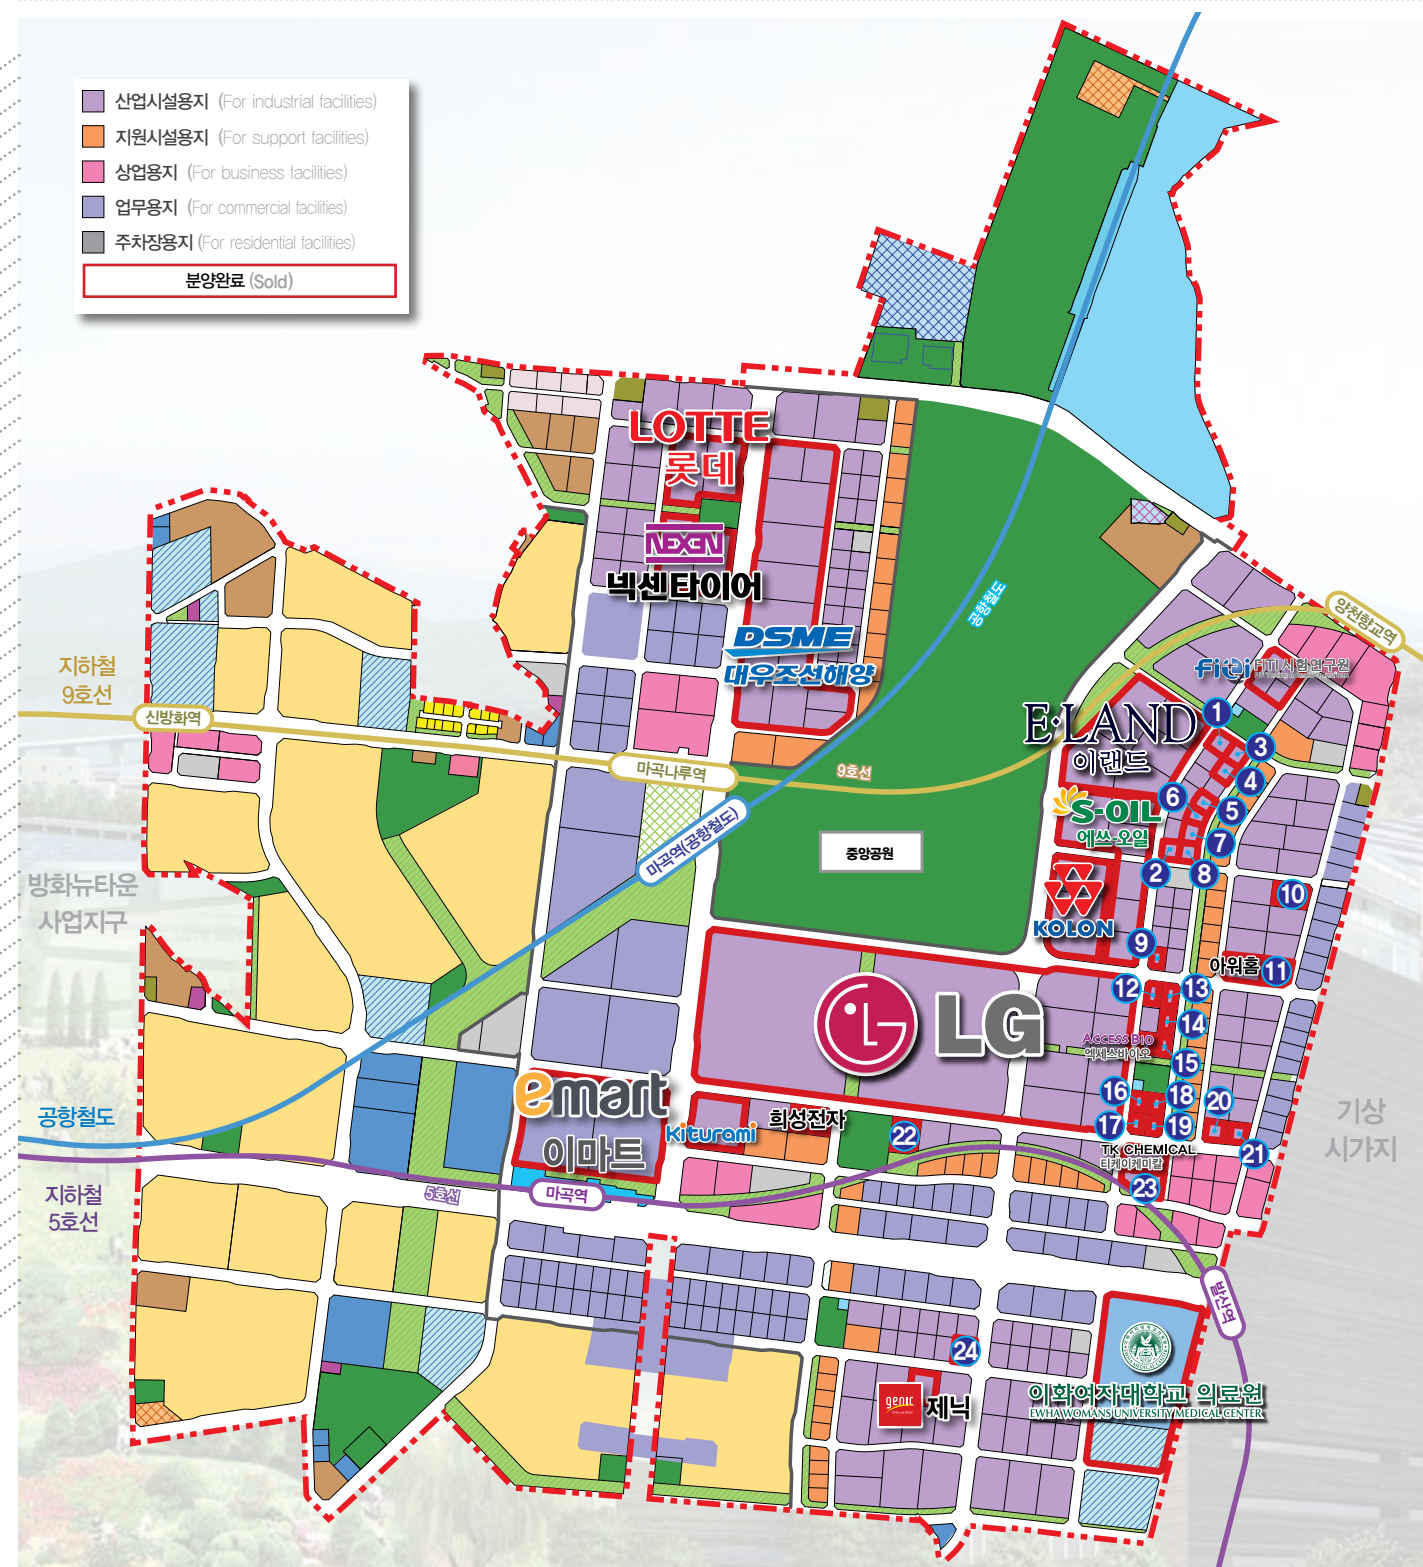 산업시설용지 (For industrial facilities)
지원시설용지 (For support facilities)
상업용지 (For business facilities)
업무용지 (For commercial facilities)
주차장용지 (For residential facilities)
분양완료 (Sold)
LOTTE
롯데
NEXEN
넥센타이어
DSME
대우조선해양
공항철도
양천향교역
FITI시험연구원
지하철
9호선
신방화역
마곡나루역
9호선
마곡역(공항철도)
중앙공원
E·LAND
이랜드
S-OIL
에쓰-오일
KOLON
1
3
4
6
5
7
2
8
10
9
아워홈
11
방화뉴타운
사업지구
LG
12
13
14
ACCESS BIO
엑세스바이오
15
16
18
20
17
19
21
emart
이마트
kiturami
희성전자
22
TK CHEMICAL
티케이케미칼
23
기상
시가지
공항철도
지하철
5호선
5호선
마곡역
발산역
24
genic
제닉
이화여자대학교 의료원
EWHA WOMANS UNIVERSITY MEDICAL CENTER